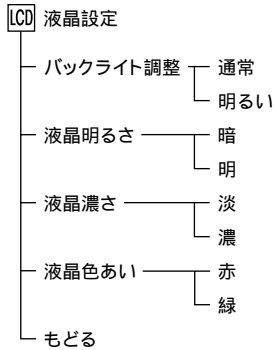 LCD 液晶設定
バックライト調整 通常
明るい
液晶明るさ 暗
明
液晶濃さ 淡
濃
液晶色あい 赤
緑
もどる